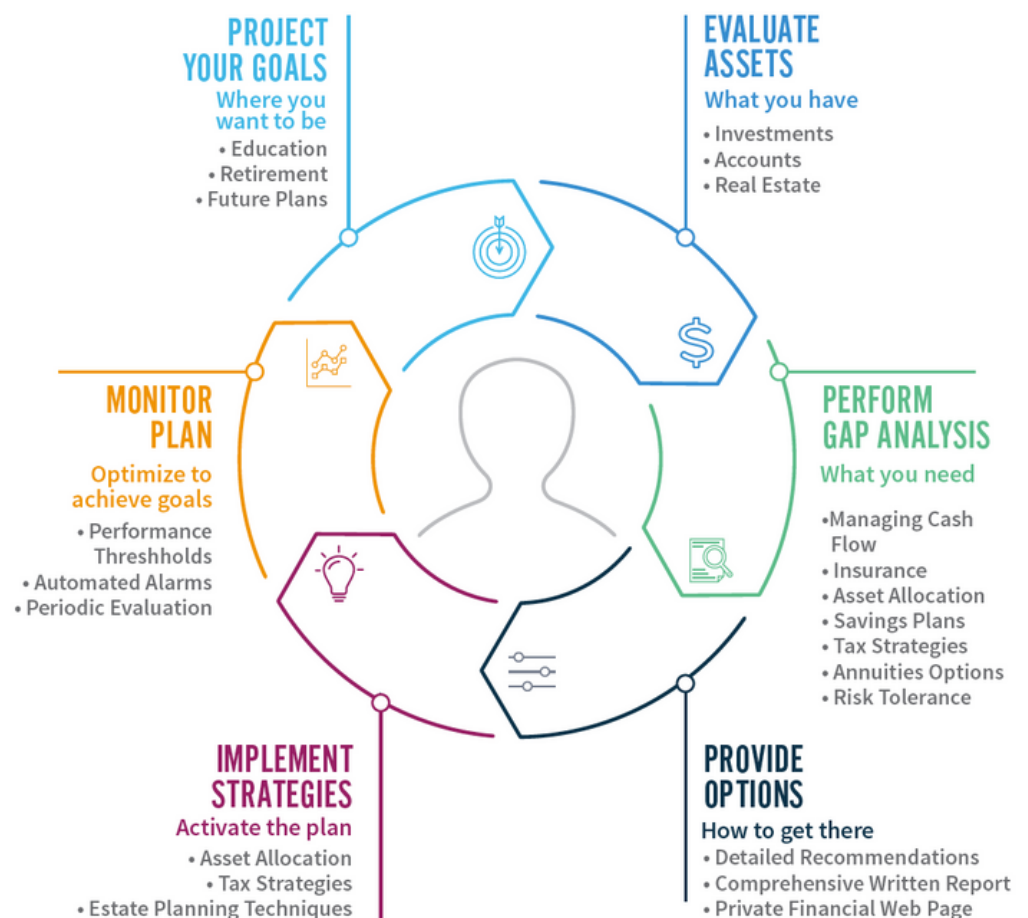 PROJECT
YOUR GOALS
Where you
want to be
• Education
• Retirement
• Future Plans
EVALUATE
ASSETS
What you have
• Investments
• Accounts
• Real Estate
$
PERFORM
GAP ANALYSIS
What you need
•Managing Cash
Flow
• Insurance
• Asset Allocation
• Savings Plans
• Tax Strategies
• Annuities Options
• Risk Tolerance
PROVIDE
OPTIONS
How to get there
• Detailed Recommendations
• Comprehensive Written Report
• Private Financial Web Page
IMPLEMENT
STRATEGIES
Activate the plan
• Asset Allocation
• Tax Strategies
• Estate Planning Techniques
MONITOR
PLAN
Optimize to
achieve goals
• Performance
Threshholds
• Automated Alarms
• Periodic Evaluation